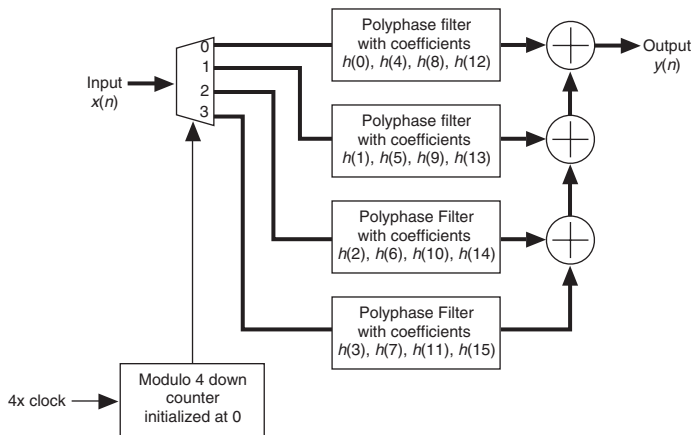 Polyphase filter
with coefficients
h(0), h(4), h(8), h(12)
0
1
2
3
Input
x(n)
Output
y(n)
Polyphase filter
with coefficients
h(1), h(5), h(9), h(13)
Polyphase Filter
with coefficients
h(2), h(6), h(10), h(14)
Polyphase Filter
with coefficients
h(3), h(7), h(11), h(15)
4x clock
Modulo 4 down
counter
initialized at 0